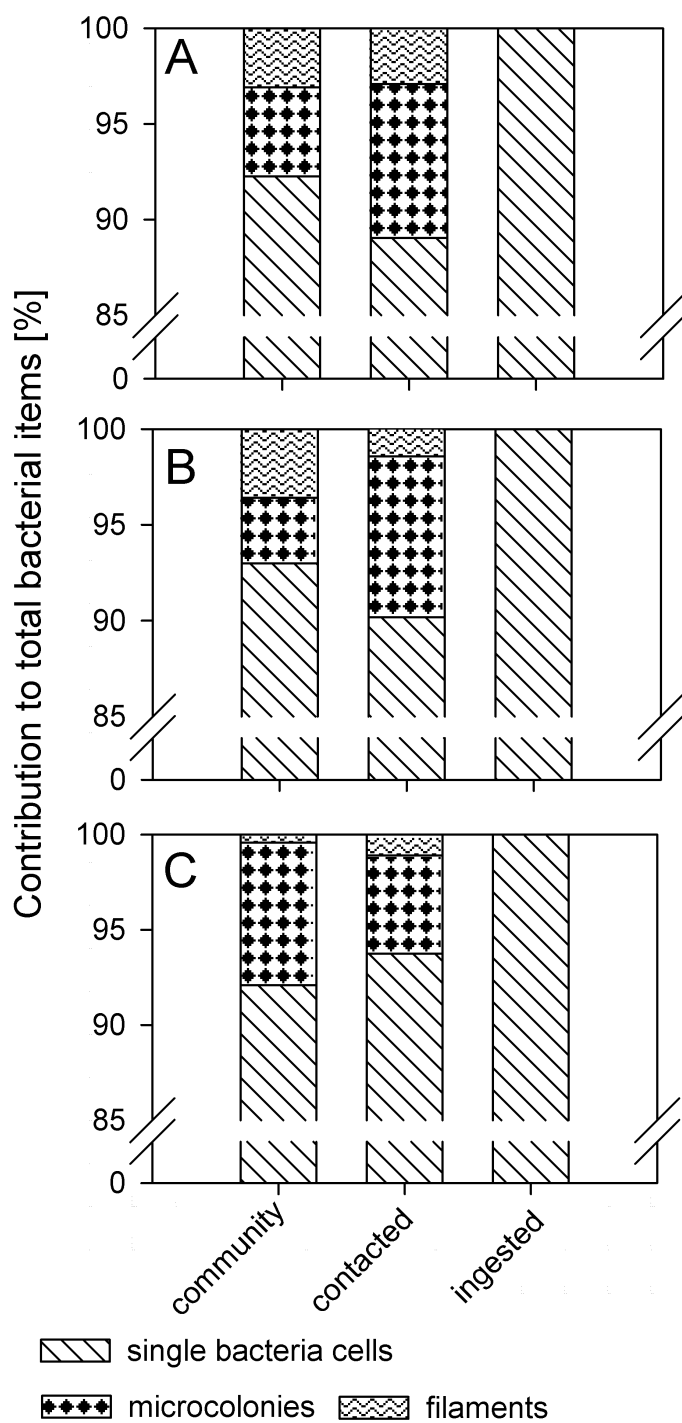 Contribution to total bacterial items [%]
100
A
95
90
85
0
100
B
95
90
85
0
100
C
95
90
85
0
community
contacted
ingested
single bacteria cells
microcolonies
filaments